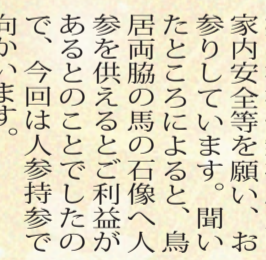 家内安全等を願い、お
参りしています。聞い
たところによると、鳥
居両脇の馬の石像へ人
参を供えるとご利益が
あるとのことでしたの
で、今回は人参持参で
向かいます。